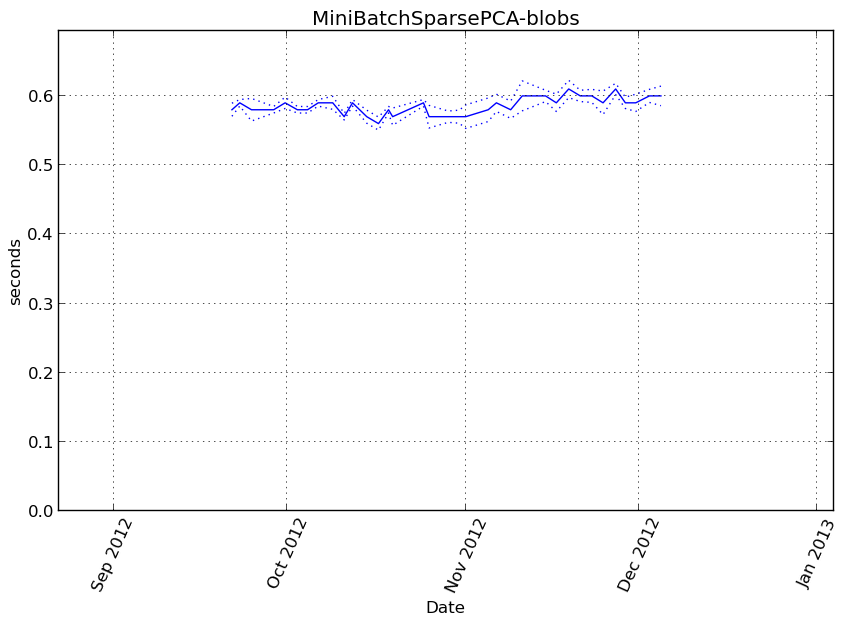 MiniBatchSparsePCA-blobs
0.6
0.5
0.4
0.3
0.2
0.1
0.0
seconds
Sep 2012
Oct 2012
Nov 2012
Dec 2012
Jan 2013
Date